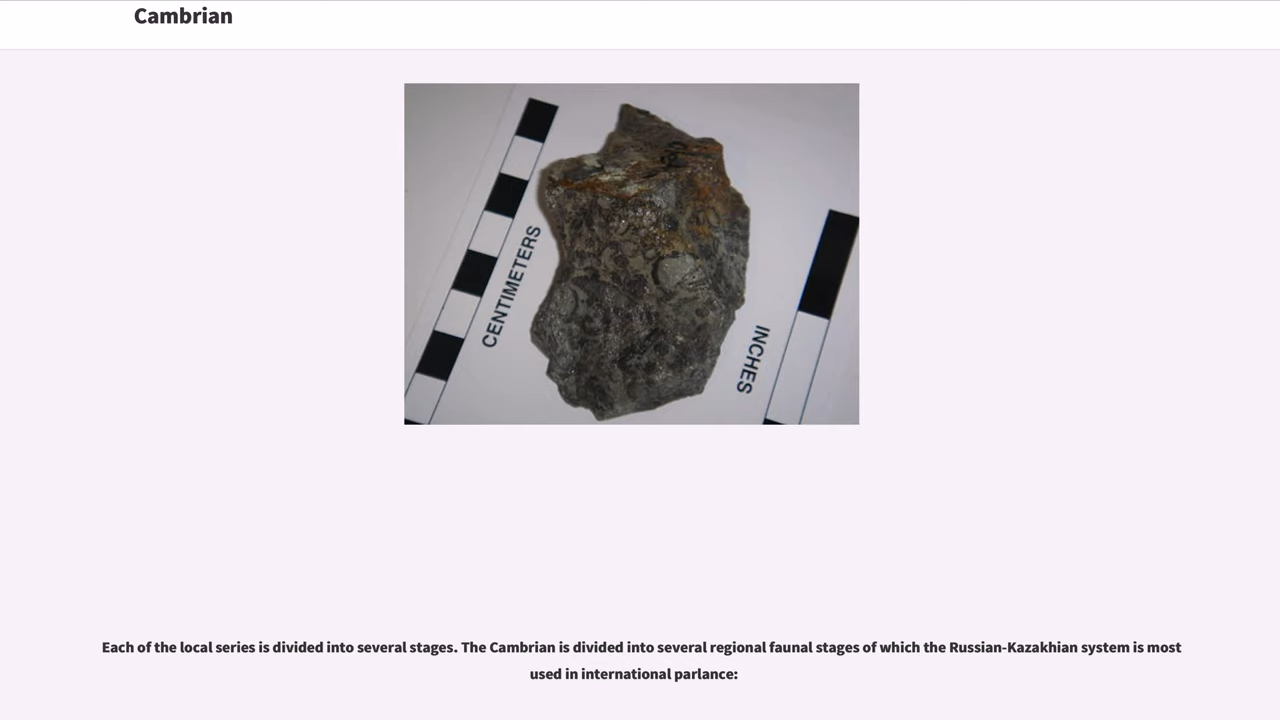 Cambrian
CENTIMETERS
INCHES
Each of the local series is divided into several stages. The Cambrian is divided into several regional faunal stages of which the Russian-Kazakhian system is most
used in international parlance: